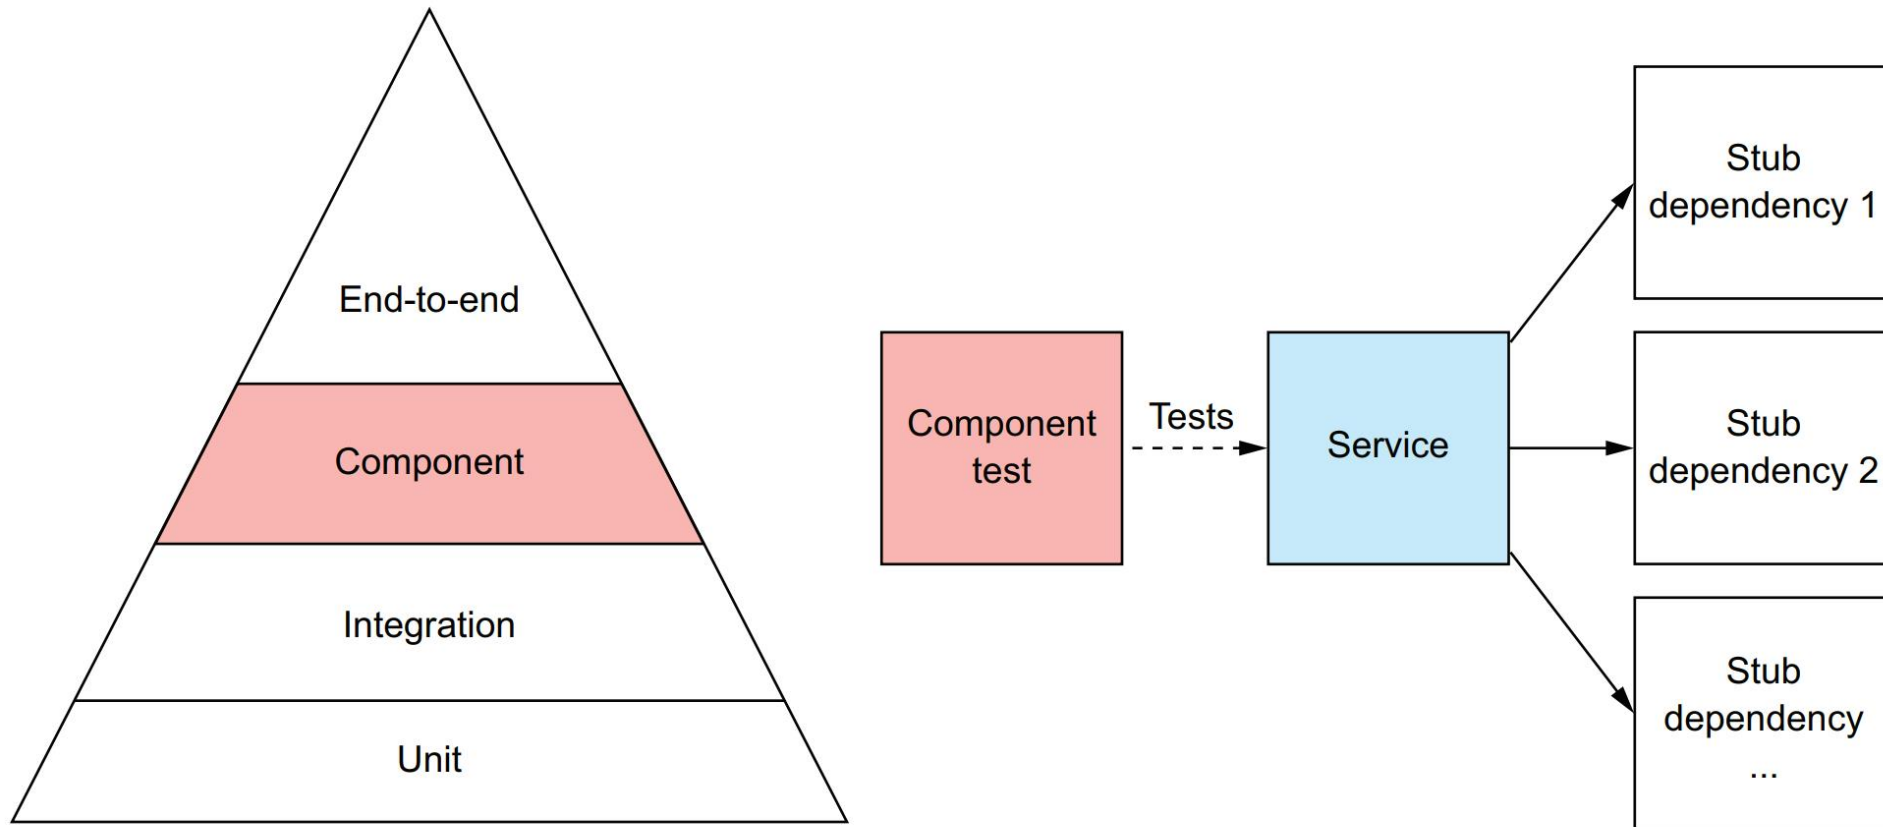 End-to-end
Component
Integration
Unit
Component
test
Tests
Service
Stub
dependency 1
Stub
dependency 2
Stub
dependency
...